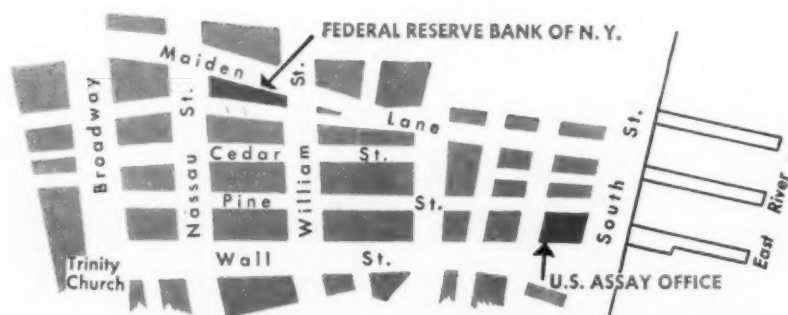 FEDERAL RESERVE BANK OF N.Y.
Maiden Lane
Broadway
Nassau St.
William St.
Cedar St.
Pine St.
Wall St.
South St.
East River
Trinity
Church
U.S. ASSAY OFFICE